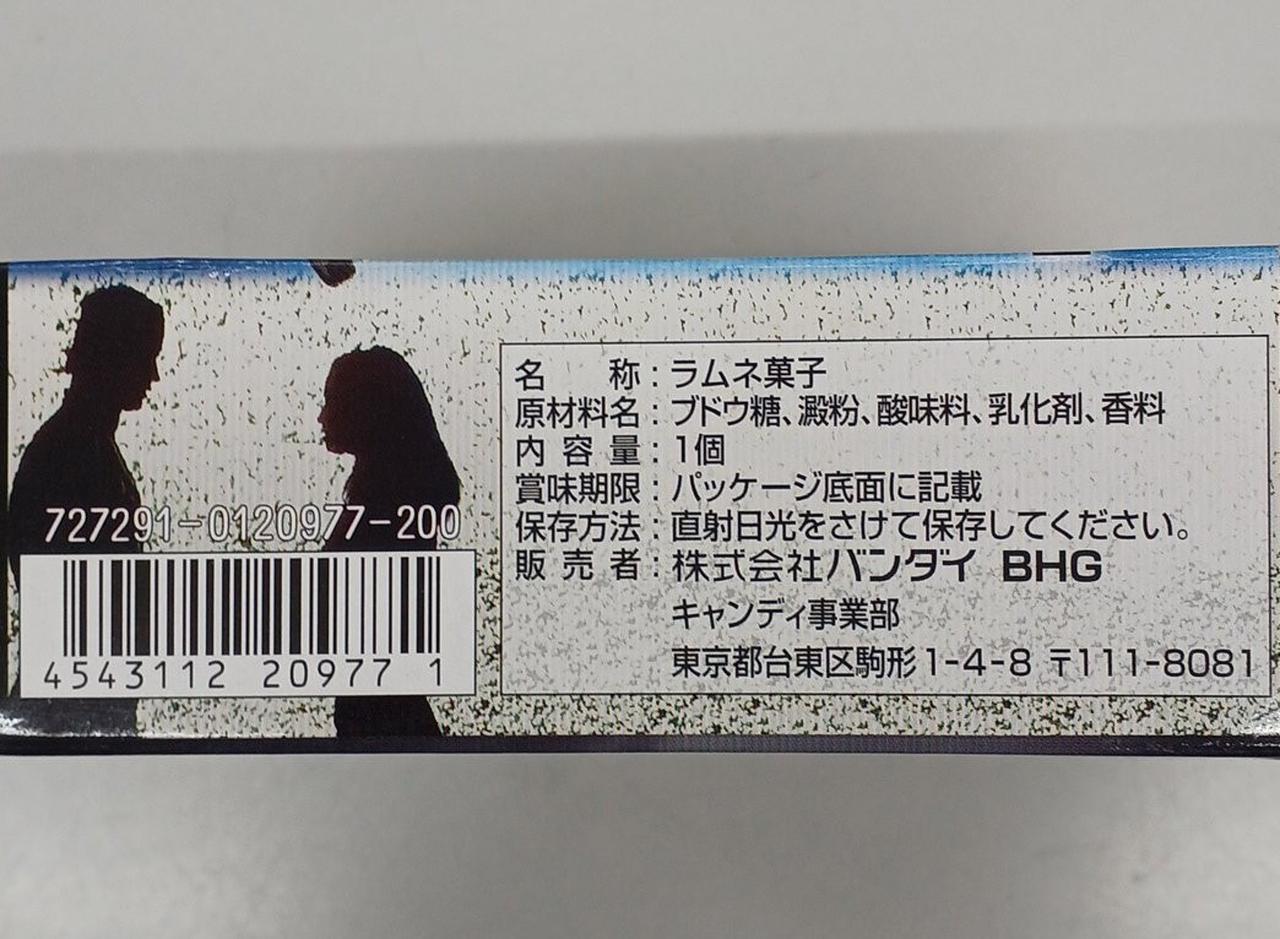 名 称：ラムネ菓子
原材料名：ブドウ糖、澱粉、酸味料、乳化剤、香料
内容量：1個
賞味期限：パッケージ底面に記載
保存方法：直射日光をさけて保存してください。
販売者：株式会社バンダイ BHG
キャンディ事業部
東京都台東区駒形1-4-8 〒111-8081
727291-0120977-200
4543112 20977 1